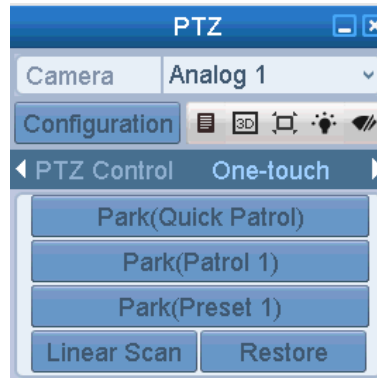 PTZ
Camera Analog 1
Configuration 3D
PTZ Control One-touch
Park(Quick Patrol)
Park(Patrol 1)
Park(Preset 1)
Linear Scan Restore